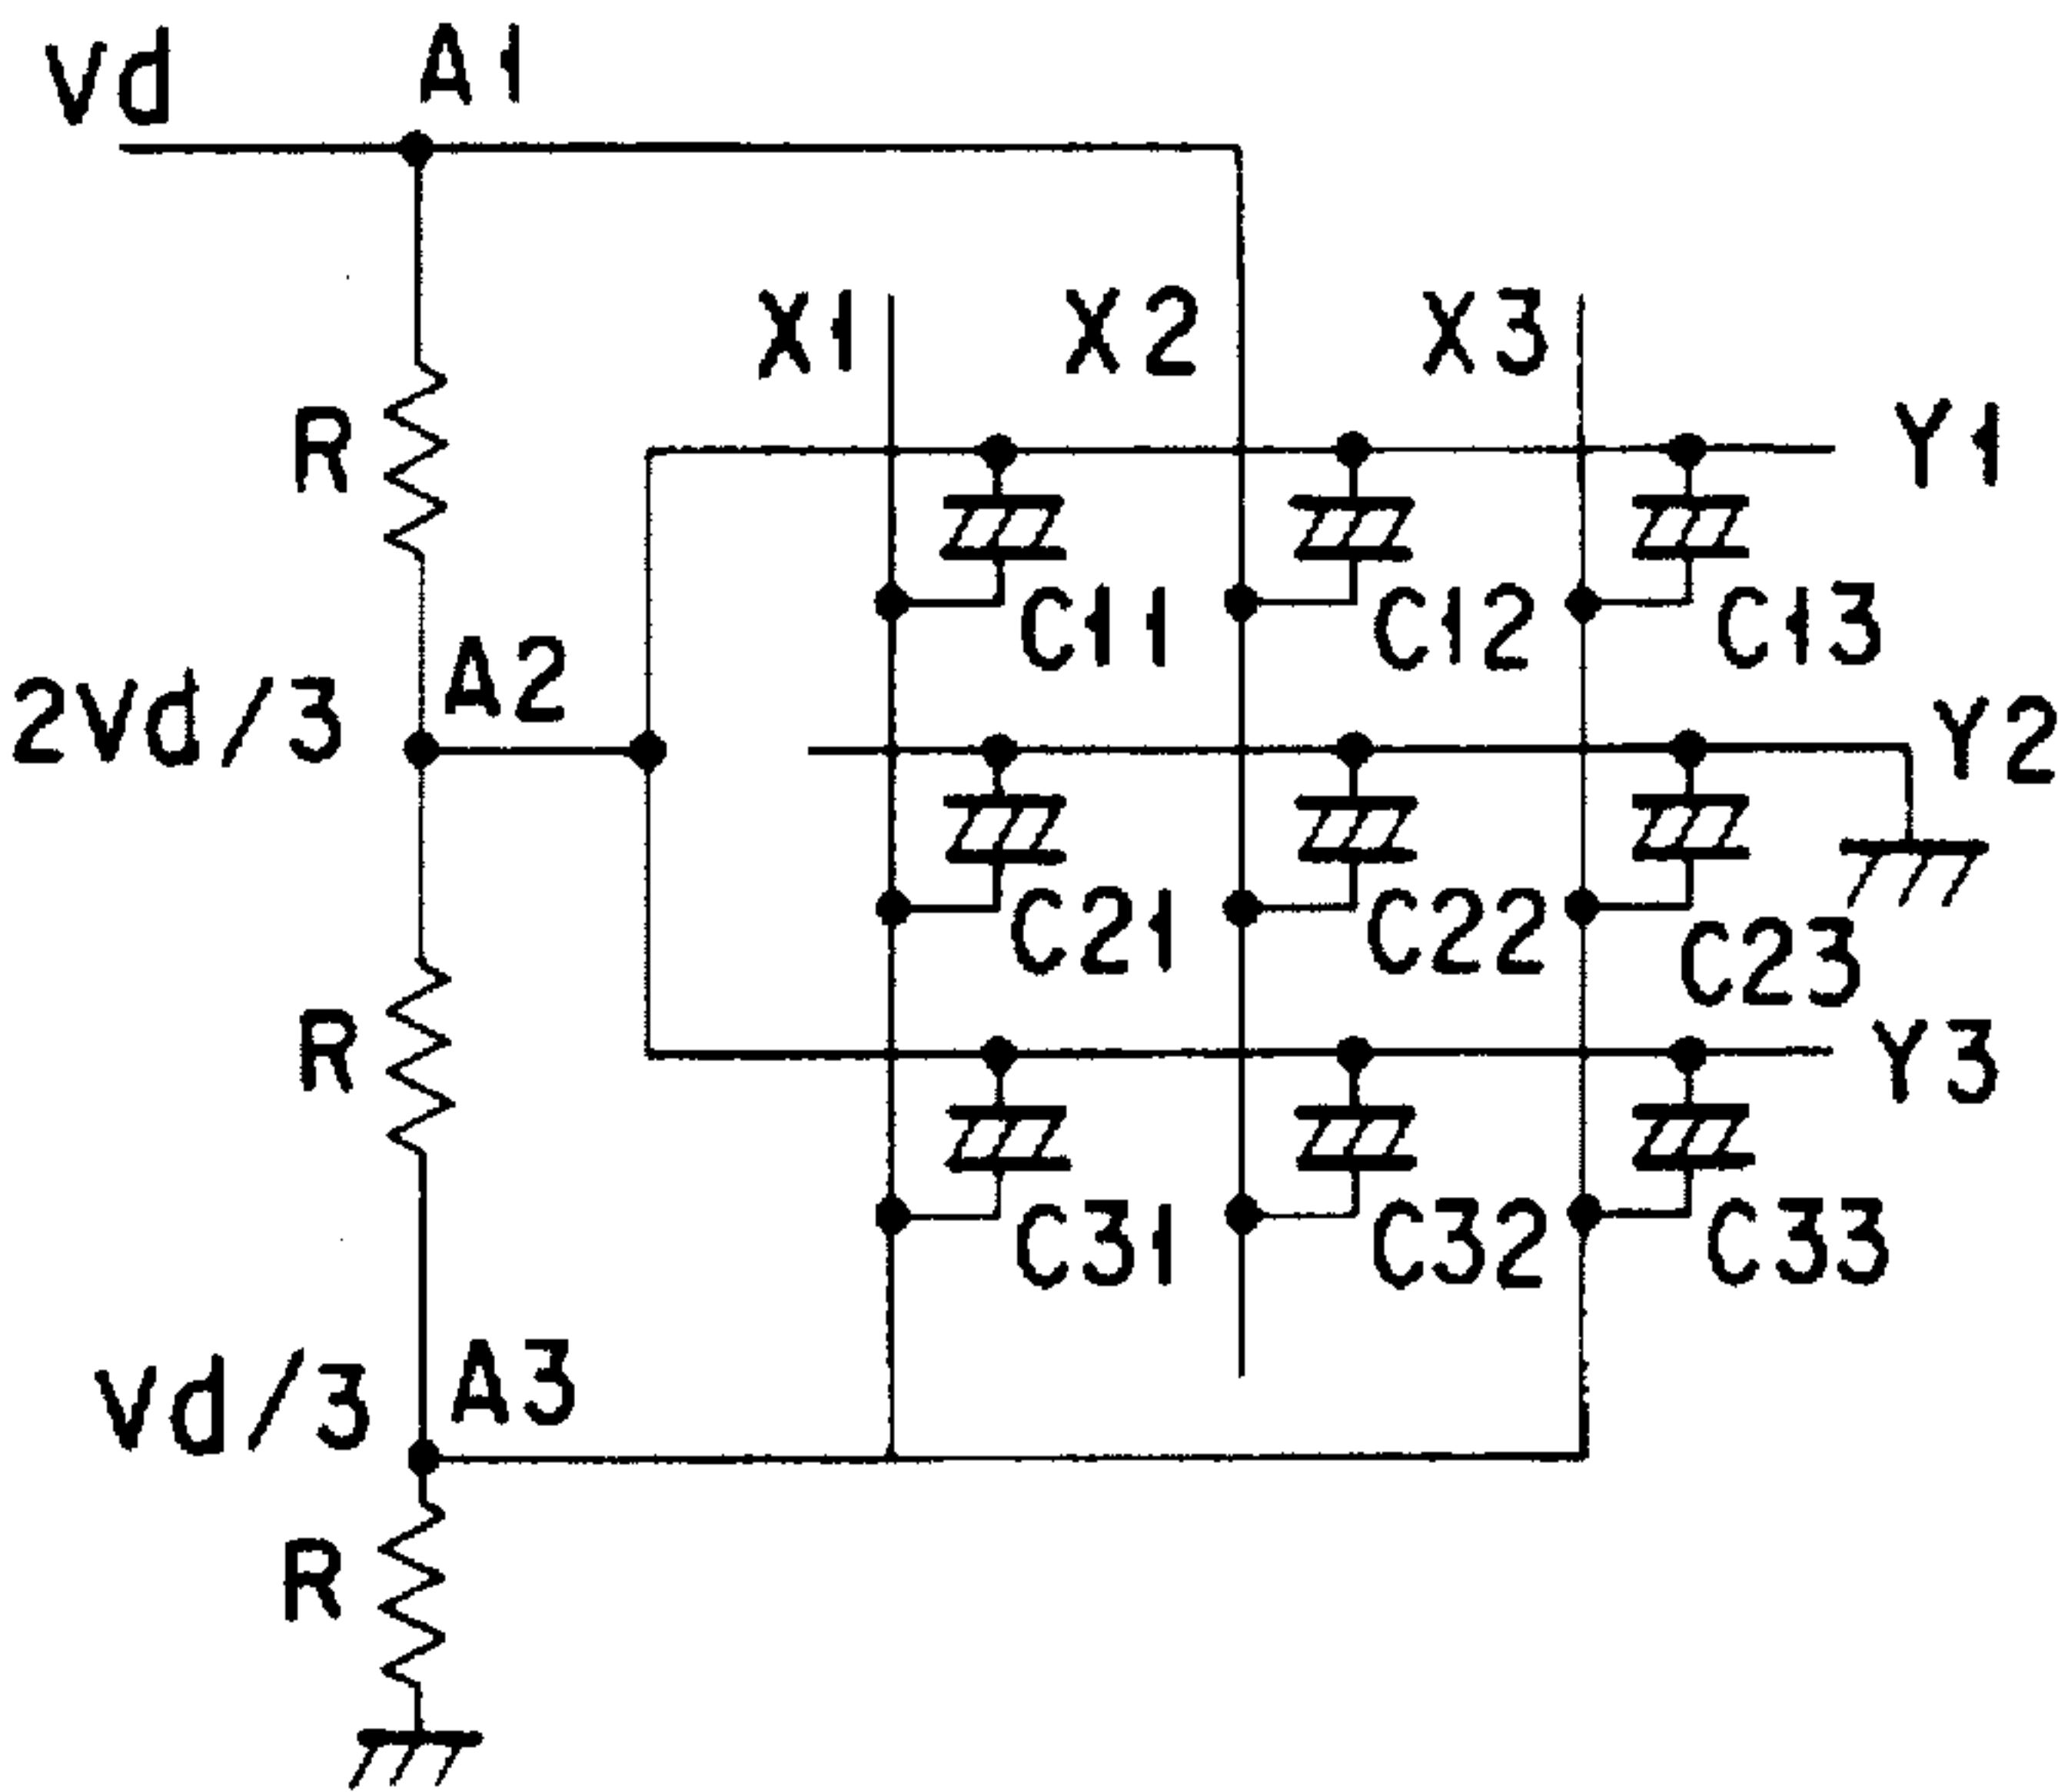 Vd A1
X1 X2 X3
R Y1
C11 C12 C13
2Vd/3 A2 Y2
C21 C22 C23
R Y3
C31 C32 C33
Vd/3 A3
R